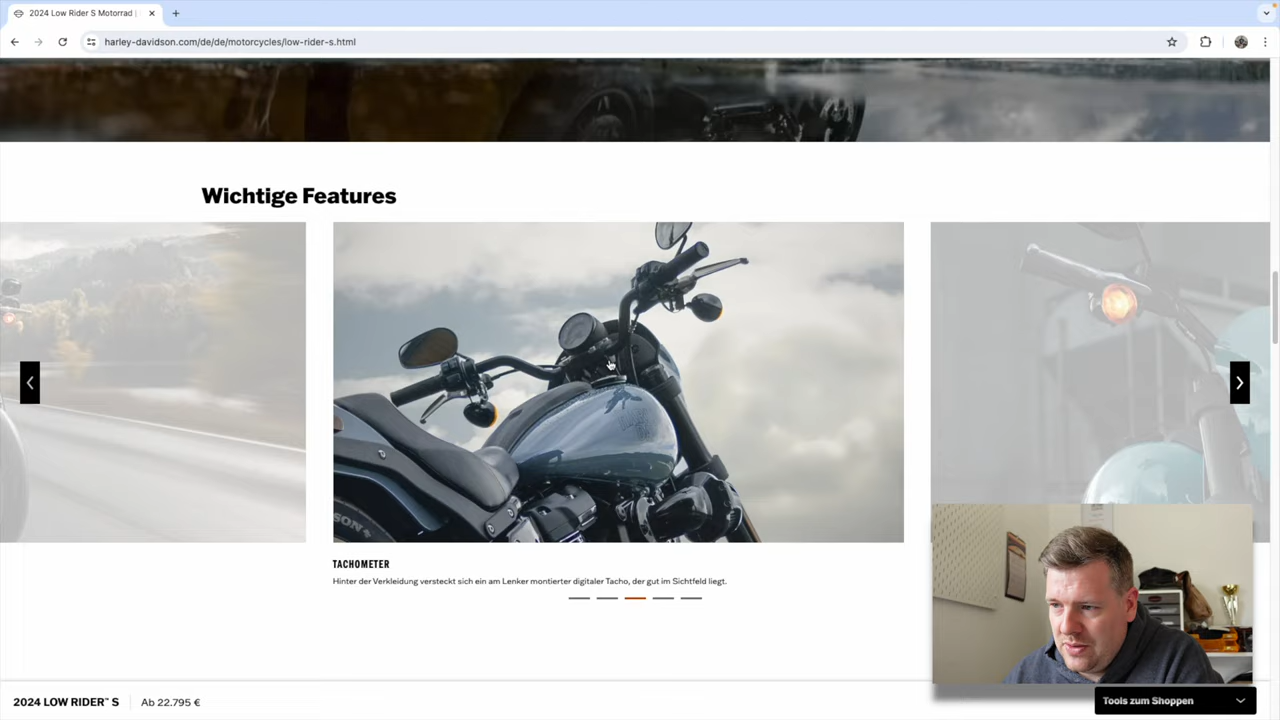 2024 Low Rider S Motorrad |
harley-davidson.com/de/de/motorcycles/low-rider-s.html
Wichtige Features
SON
TACHOMETER
Hinter der Verkleidung versteckt sich ein am Lenker montierter digitaler Tacho, der gut im Sichtfeld liegt.
2024 LOW RIDER™ S
Ab 22.795 €
Tools zum Shoppen